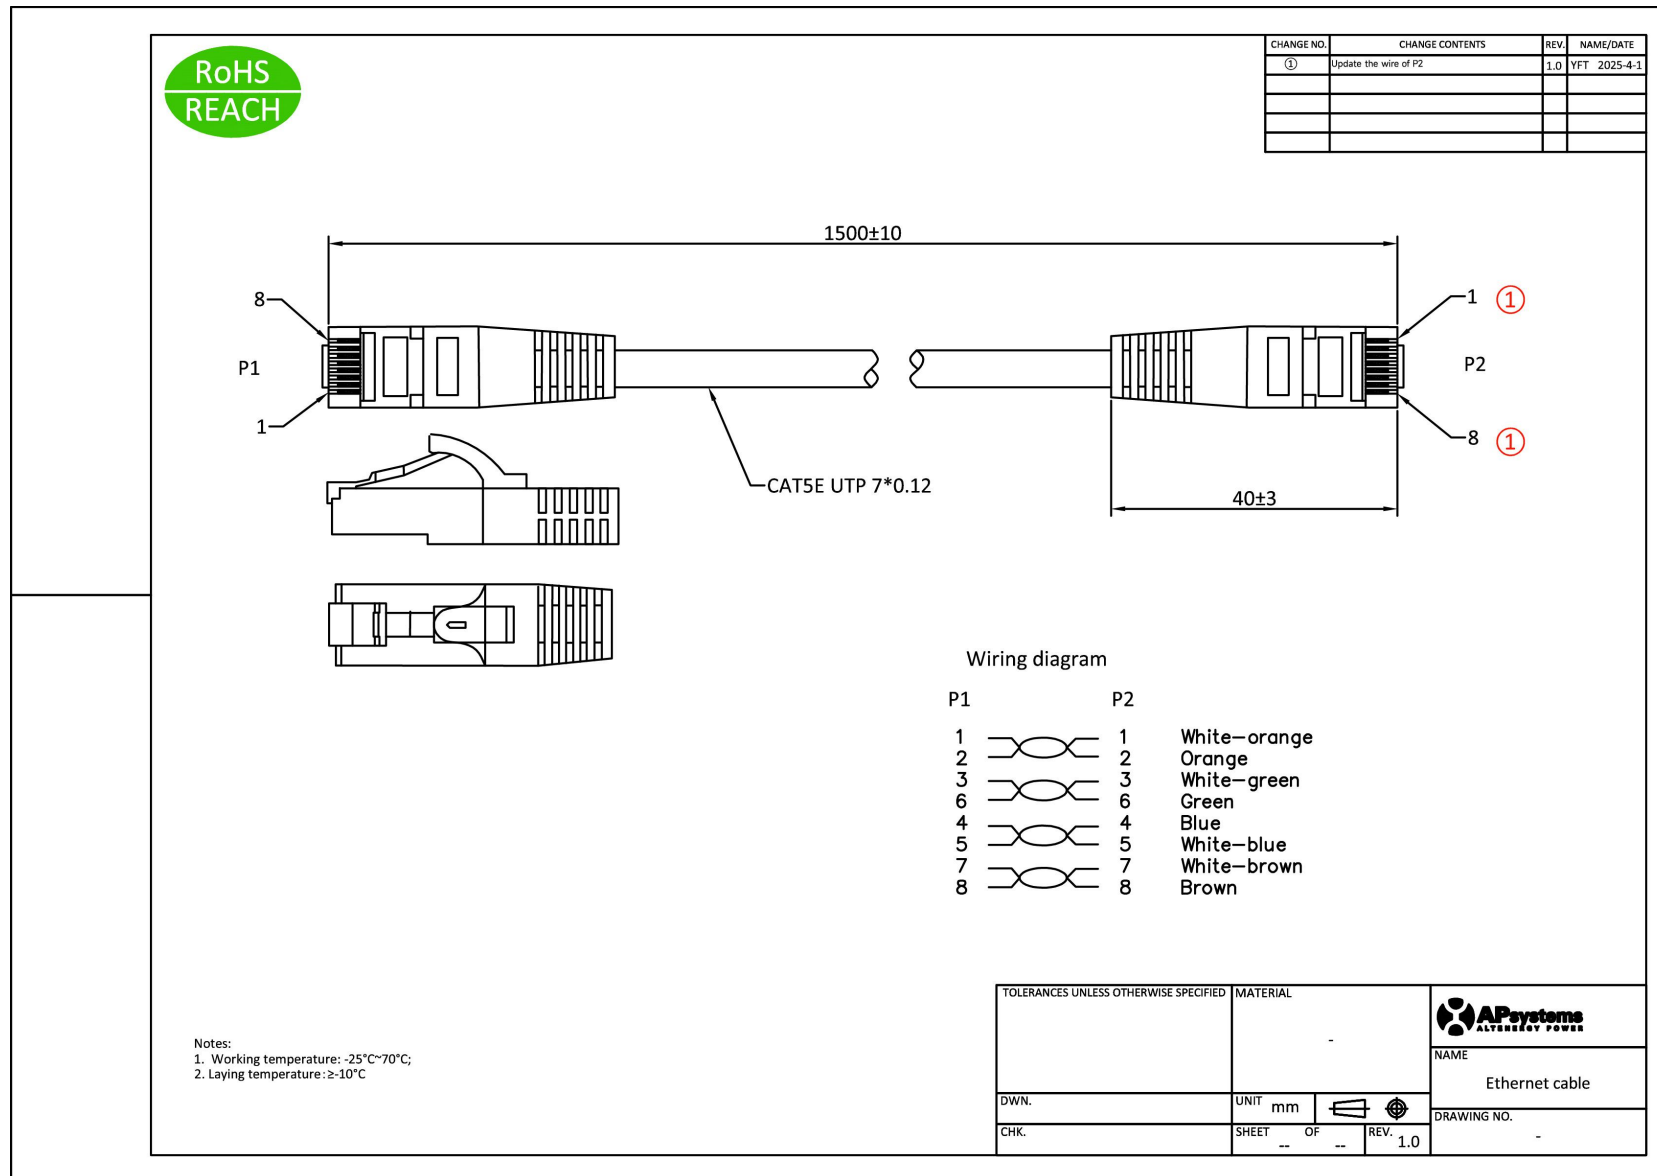 RoHS
REACH
CHANGE NO. CHANGE CONTENTS REV. NAME/DATE
① Update the wire of P2 1.0 YFT 2025-4-1
1500±10
8
1 ①
P1
P2
1
8 ①
CAT5E UTP 7*0.12
40±3
Wiring diagram
P1 P2
1 1 White-orange
2 2 Orange
3 3 White-green
6 6 Green
4 4 Blue
5 5 White-blue
7 7 White-brown
8 8 Brown
Notes:
1. Working temperature: -25°C~70°C;
2. Laying temperature:≥-10°C
TOLERANCES UNLESS OTHERWISE SPECIFIED
MATERIAL
-
APsystems
ALTENERGY POWER
NAME
Ethernet cable
DWN.
UNIT mm
DRAWING NO.
-
CHK.
SHEET -- OF --
REV. 1.0